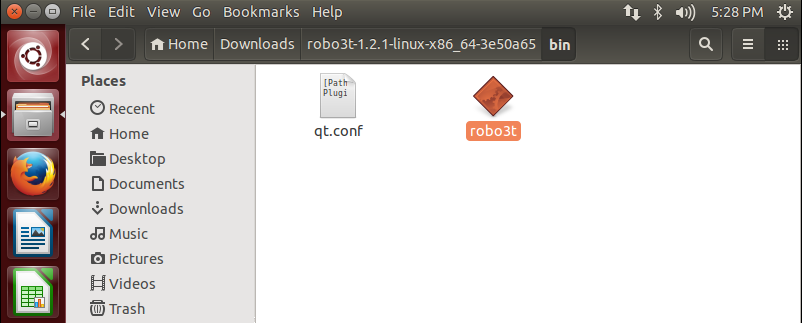 File Edit View Go Bookmarks Help 5:28 PM
Home Downloads robo3t-1.2.1-linux-x86_64-3e50a65 bin
Places
Recent
Home
Desktop
Documents
Downloads
Music
Pictures
Videos
Trash
[Path
Plugi
qt.conf
robo3t